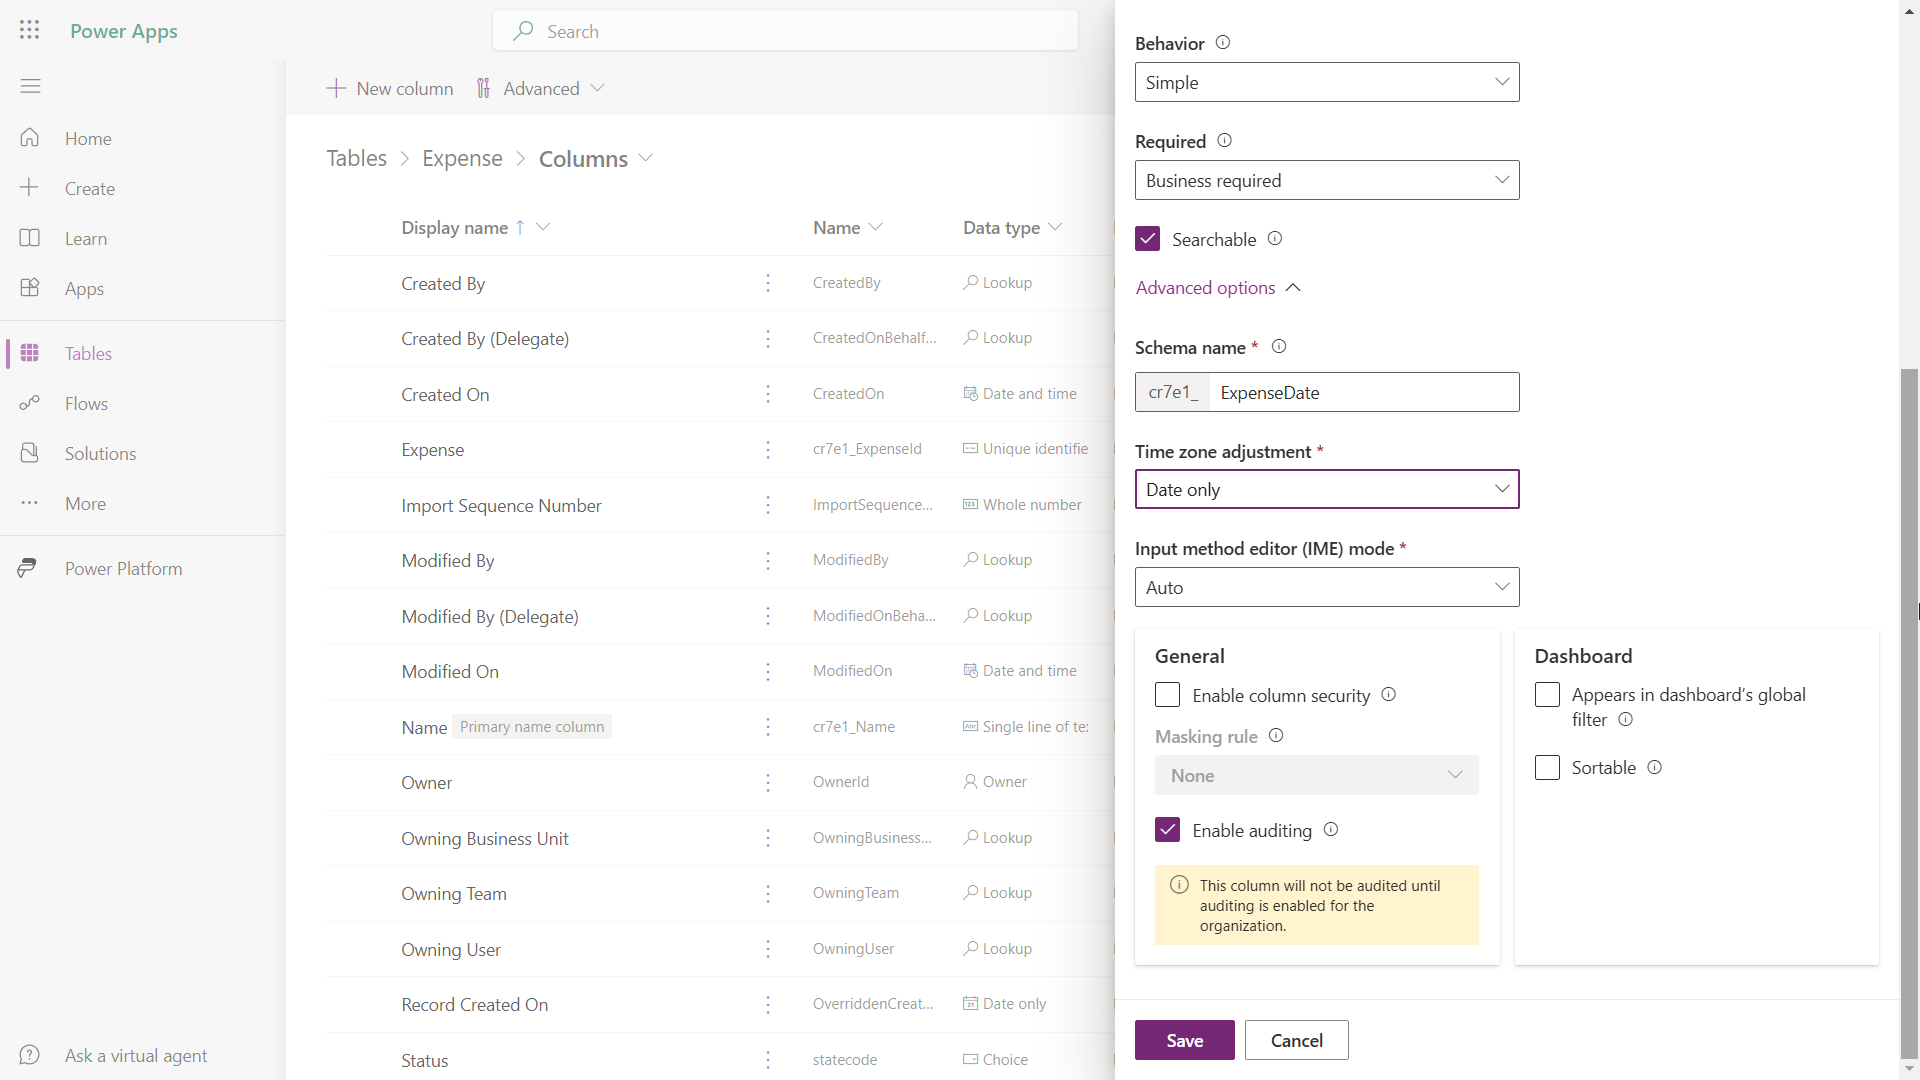 Power Apps
Search
New column
Advanced
Home
Create
Learn
Apps
Tables
Flows
Solutions
More
Power Platform
Ask a virtual agent
Tables > Expense > Columns
Display name ↑ Name Data type
Created By CreatedBy Lookup
Created By (Delegate) CreatedOnBehalf... Lookup
Created On CreatedOn Date and time
Expense cr7e1_ExpenseId Unique identifie
Import Sequence Number ImportSequence... Whole number
Modified By ModifiedBy Lookup
Modified By (Delegate) ModifiedOnBeha... Lookup
Modified On ModifiedOn Date and time
Name Primary name column cr7e1_Name Single line of te
Owner OwnerId Owner
Owning Business Unit OwningBusiness... Lookup
Owning Team OwningTeam Lookup
Owning User OwningUser Lookup
Record Created On OverriddenCreat... Date only
Status statecode Choice
Behavior
Simple
Required
Business required
Searchable
Advanced options
Schema name *
cr7e1_ ExpenseDate
Time zone adjustment *
Date only
Input method editor (IME) mode *
Auto
General
Enable column security
Masking rule
None
Enable auditing
This column will not be audited until
auditing is enabled for the
organization.
Dashboard
Appears in dashboard's global
filter
Sortable
Save
Cancel